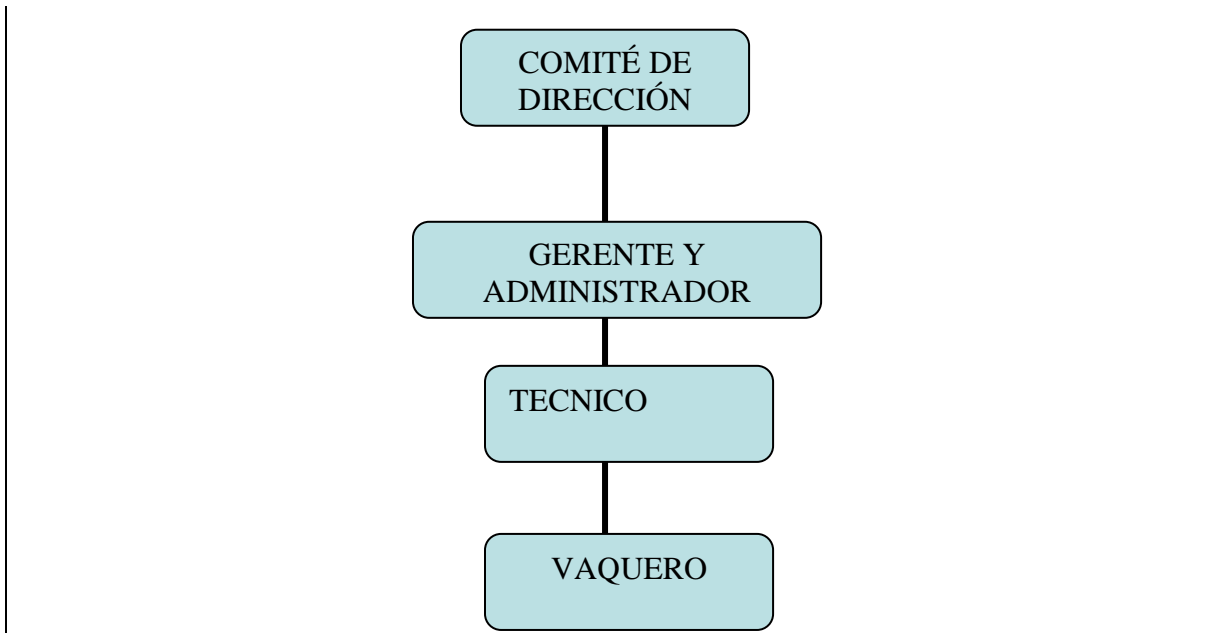 COMITÉ DE
DIRECCIÓN
GERENTE Y
ADMINISTRADOR
TECNICO
VAQUERO